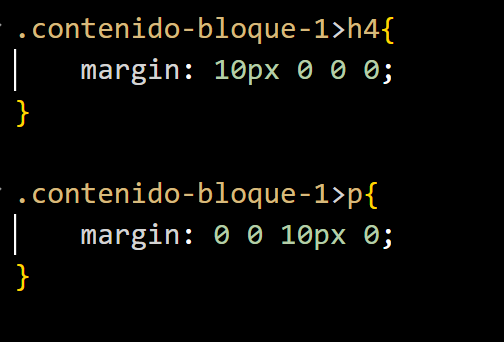 .contenido-bloque-1>h4{
    margin: 10px 0 0 0;
}

.contenido-bloque-1>p{
    margin: 0 0 10px 0;
}